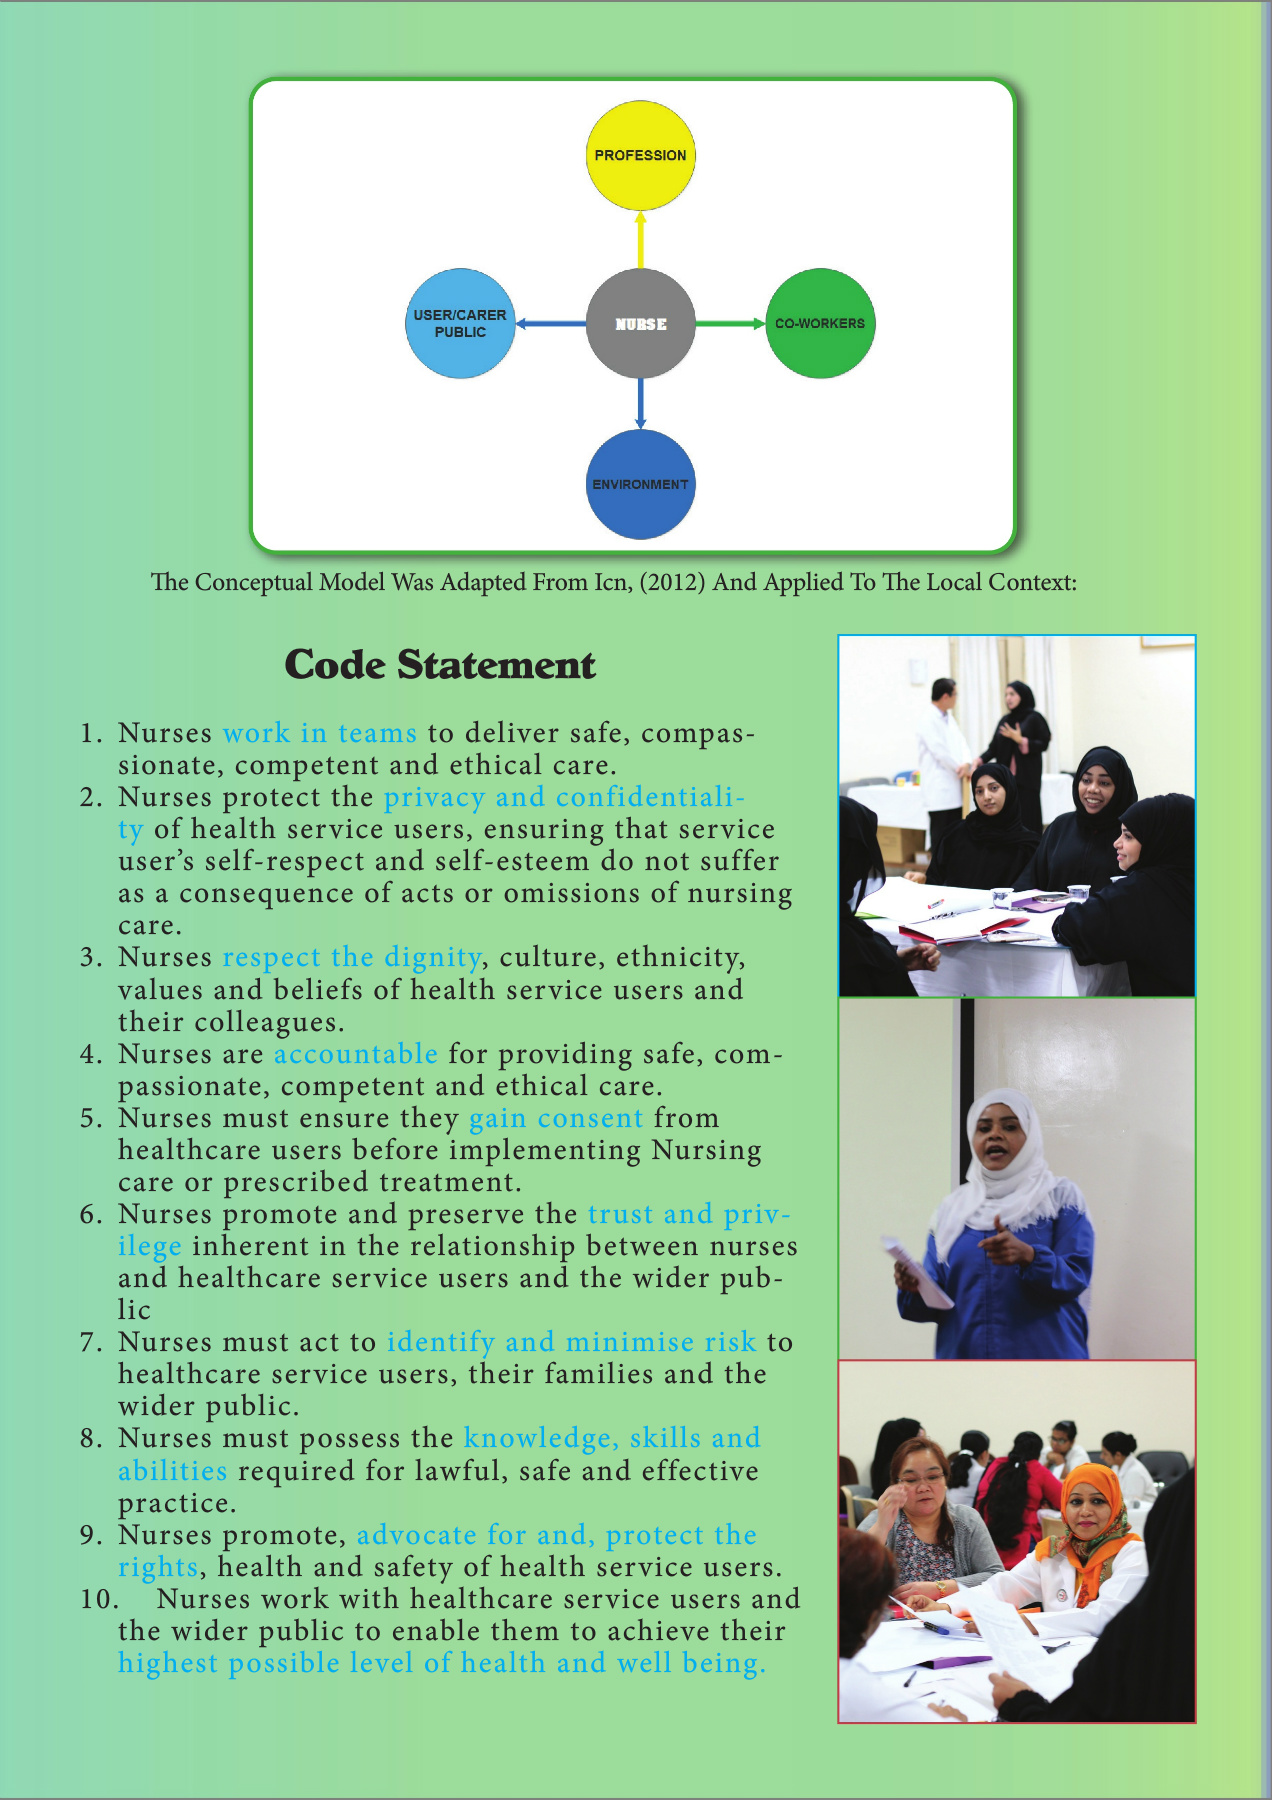 PROFESSION
USER/CARER
PUBLIC
NURSE
CO-WORKERS
ENVIRONMENT
The Conceptual Model Was Adapted From Icn, (2012) And Applied To The Local Context:
Code Statement
1. Nurses work in teams to deliver safe, compas-
sionate, competent and ethical care.
2. Nurses protect the privacy and confidentiali-
ty of health service users, ensuring that service
user’s self-respect and self-esteem do not suffer
as a consequence of acts or omissions of nursing
care.
3. Nurses respect the dignity, culture, ethnicity,
values and beliefs of health service users and
their colleagues.
4. Nurses are accountable for providing safe, com-
passionate, competent and ethical care.
5. Nurses must ensure they gain consent from
healthcare users before implementing Nursing
care or prescribed treatment.
6. Nurses promote and preserve the trust and priv-
ilege inherent in the relationship between nurses
and healthcare service users and the wider pub-
lic
7. Nurses must act to identify and minimise risk to
healthcare service users, their families and the
wider public.
8. Nurses must possess the knowledge, skills and
abilities required for lawful, safe and effective
practice.
9. Nurses promote, advocate for and, protect the
rights, health and safety of health service users.
10. Nurses work with healthcare service users and
the wider public to enable them to achieve their
highest possible level of health and well being.